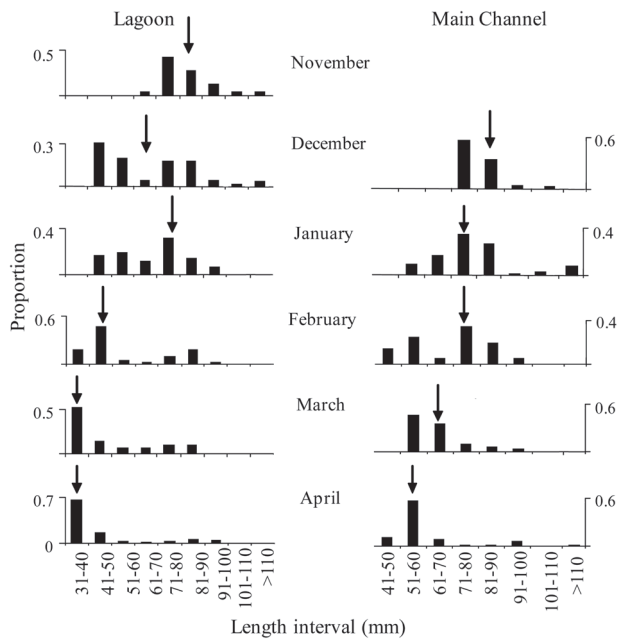 Lagoon Main Channel
0.5 November
0.3 December 0.6
0.4 January 0.4
Proportion
0.6 February 0.4
0.5 March 0.6
0.7 April 0.6
0
31-40 41-50 51-60 61-70 71-80 81-90 91-100 101-110 >110 41-50 51-60 61-70 71-80 81-90 91-100 101-110 >110
Length interval (mm)